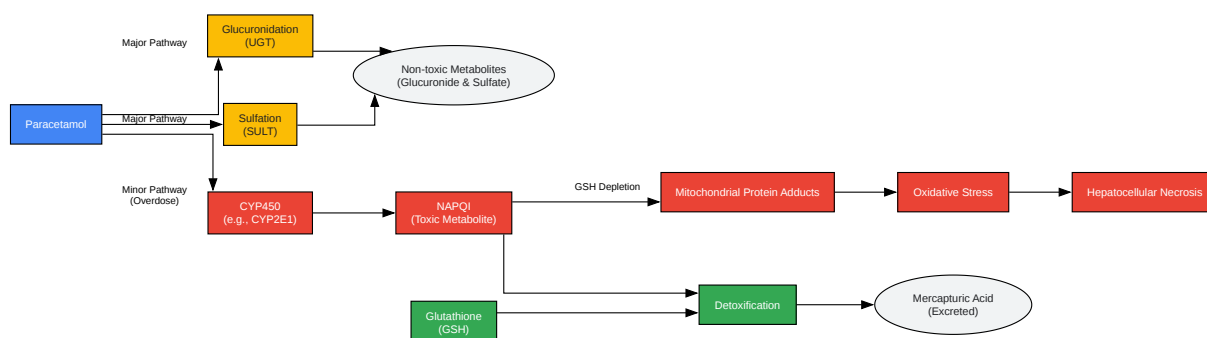 Glucuronidation
(UGT)
Major Pathway
Non-toxic Metabolites
(Glucuronide & Sulfate)
Paracetamol
Major Pathway
Sulfation
(SULT)
Minor Pathway
(Overdose)
CYP450
(e.g., CYP2E1)
NAPQI
(Toxic Metabolite)
GSH Depletion
Mitochondrial Protein Adducts
Oxidative Stress
Hepatocellular Necrosis
Glutathione
(GSH)
Detoxification
Mercapturic Acid
(Excreted)